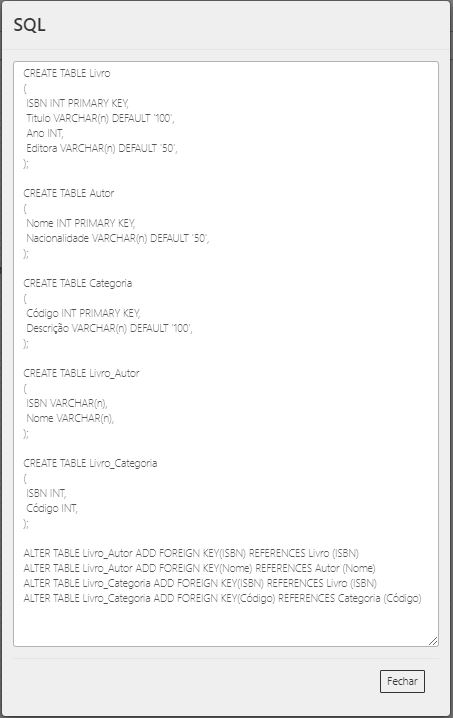 SQL
CREATE TABLE Livro
(
ISBN INT PRIMARY KEY,
Titulo VARCHAR(n) DEFAULT '100',
Ano INT,
Editora VARCHAR(n) DEFAULT '50',
);
CREATE TABLE Autor
(
Nome INT PRIMARY KEY,
Nacionalidade VARCHAR(n) DEFAULT '50',
);
CREATE TABLE Categoria
(
Código INT PRIMARY KEY,
Descrição VARCHAR(n) DEFAULT '100',
);
CREATE TABLE Livro_Autor
(
ISBN VARCHAR(n),
Nome VARCHAR(n),
);
CREATE TABLE Livro_Categoria
(
ISBN INT,
Código INT,
);
ALTER TABLE Livro_Autor ADD FOREIGN KEY(ISBN) REFERENCES Livro (ISBN)
ALTER TABLE Livro_Autor ADD FOREIGN KEY(Nome) REFERENCES Autor (Nome)
ALTER TABLE Livro_Categoria ADD FOREIGN KEY(ISBN) REFERENCES Livro (ISBN)
ALTER TABLE Livro_Categoria ADD FOREIGN KEY(Código) REFERENCES Categoria (Código)
Fechar